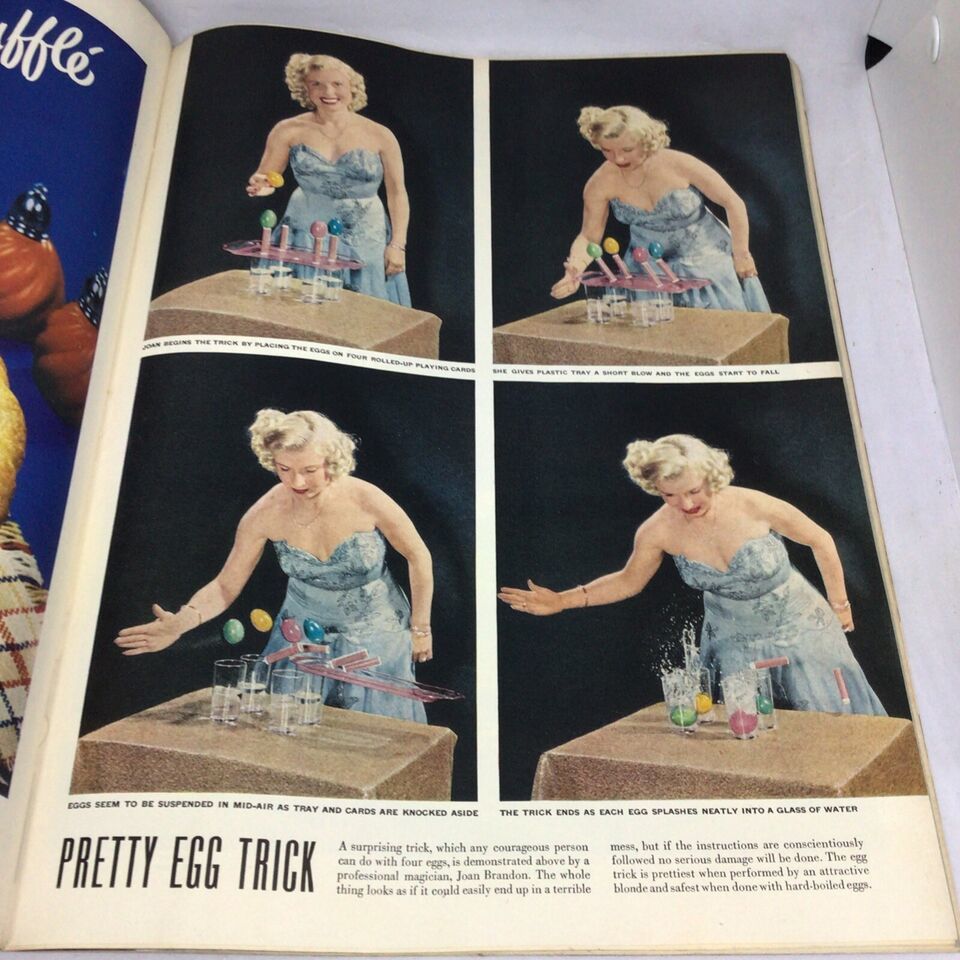 JOAN BEGINS THE TRICK BY PLACING THE EGGS ON FOUR ROLLED-UP PLAYING CARDS
SHE GIVES PLASTIC TRAY A SHORT BLOW AND THE EGGS START TO FALL
EGGS SEEM TO BE SUSPENDED IN MID-AIR AS TRAY AND CARDS ARE KNOCKED ASIDE
THE TRICK ENDS AS EACH EGG SPLASHES NEATLY INTO A GLASS OF WATER
PRETTY EGG TRICK
A surprising trick, which any courageous person
can do with four eggs, is demonstrated above by a
professional magician, Joan Brandon. The whole
thing looks as if it could easily end up in a terrible
mess, but if the instructions are conscientiously
followed no serious damage will be done. The egg
trick is prettiest when performed by an attractive
blonde and safest when done with hard-boiled eggs.